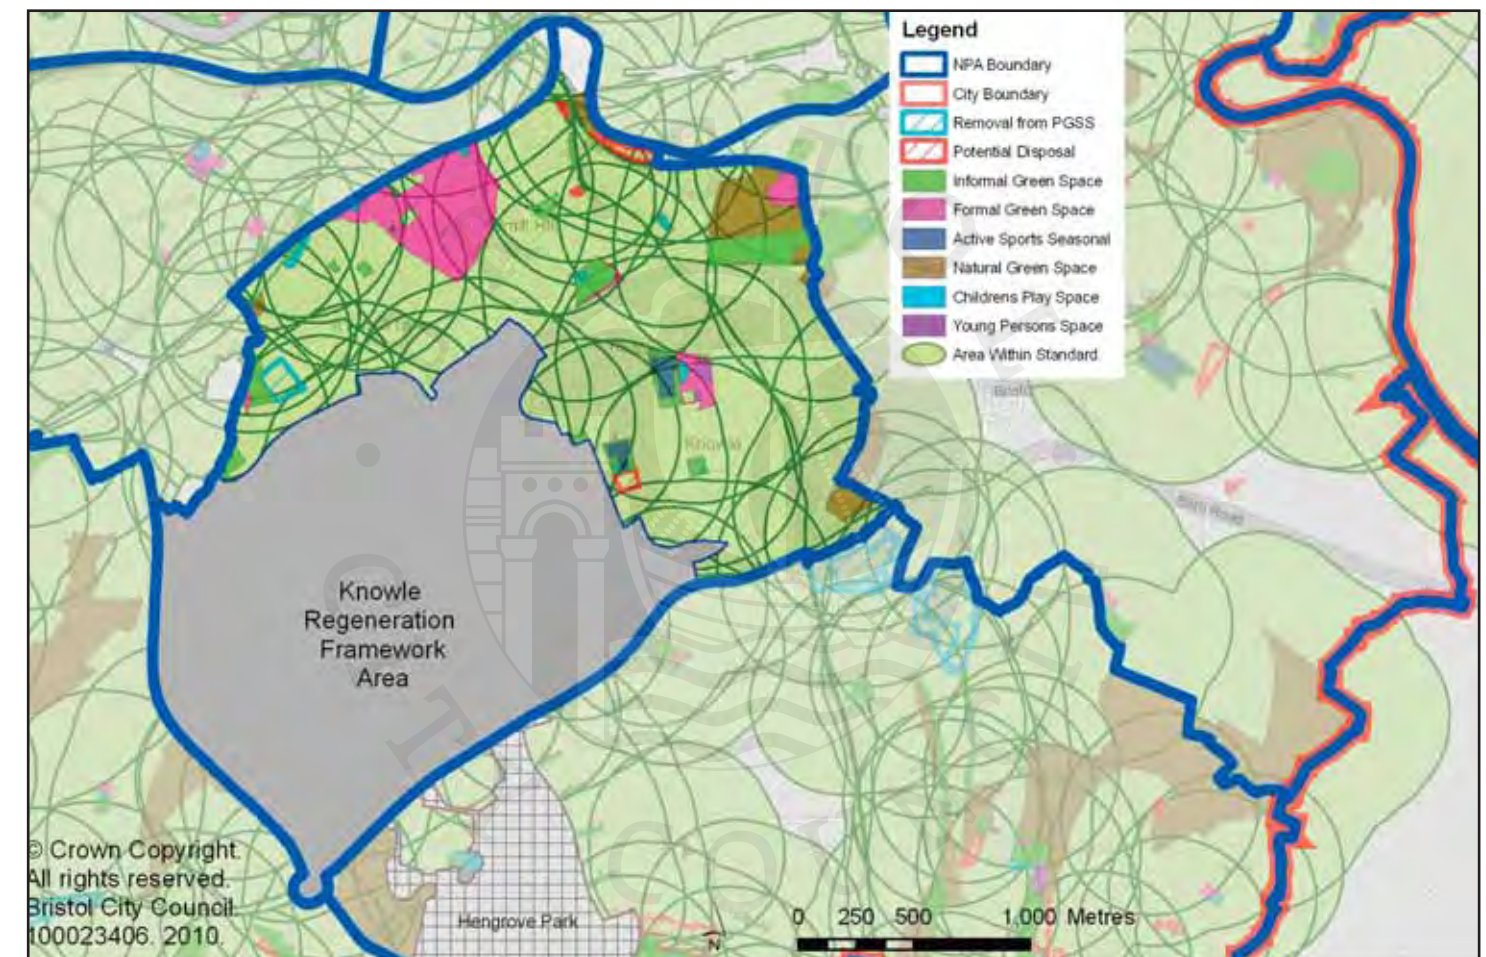 Legend
NPA Boundary
City Boundary
Removal from PGSS
Potential Disposal
Informal Green Space
Formal Green Space
Active Sports Seasonal
Natural Green Space
Childrens Play Space
Young Persons Space
Area Within Standard
Knowle
Knowle
Regeneration
Framework
Area
© Crown Copyright.
All rights reserved.
Bristol City Council.
100023406. 2010.
Hengrove Park
N
0 250 500 1,000 Metres